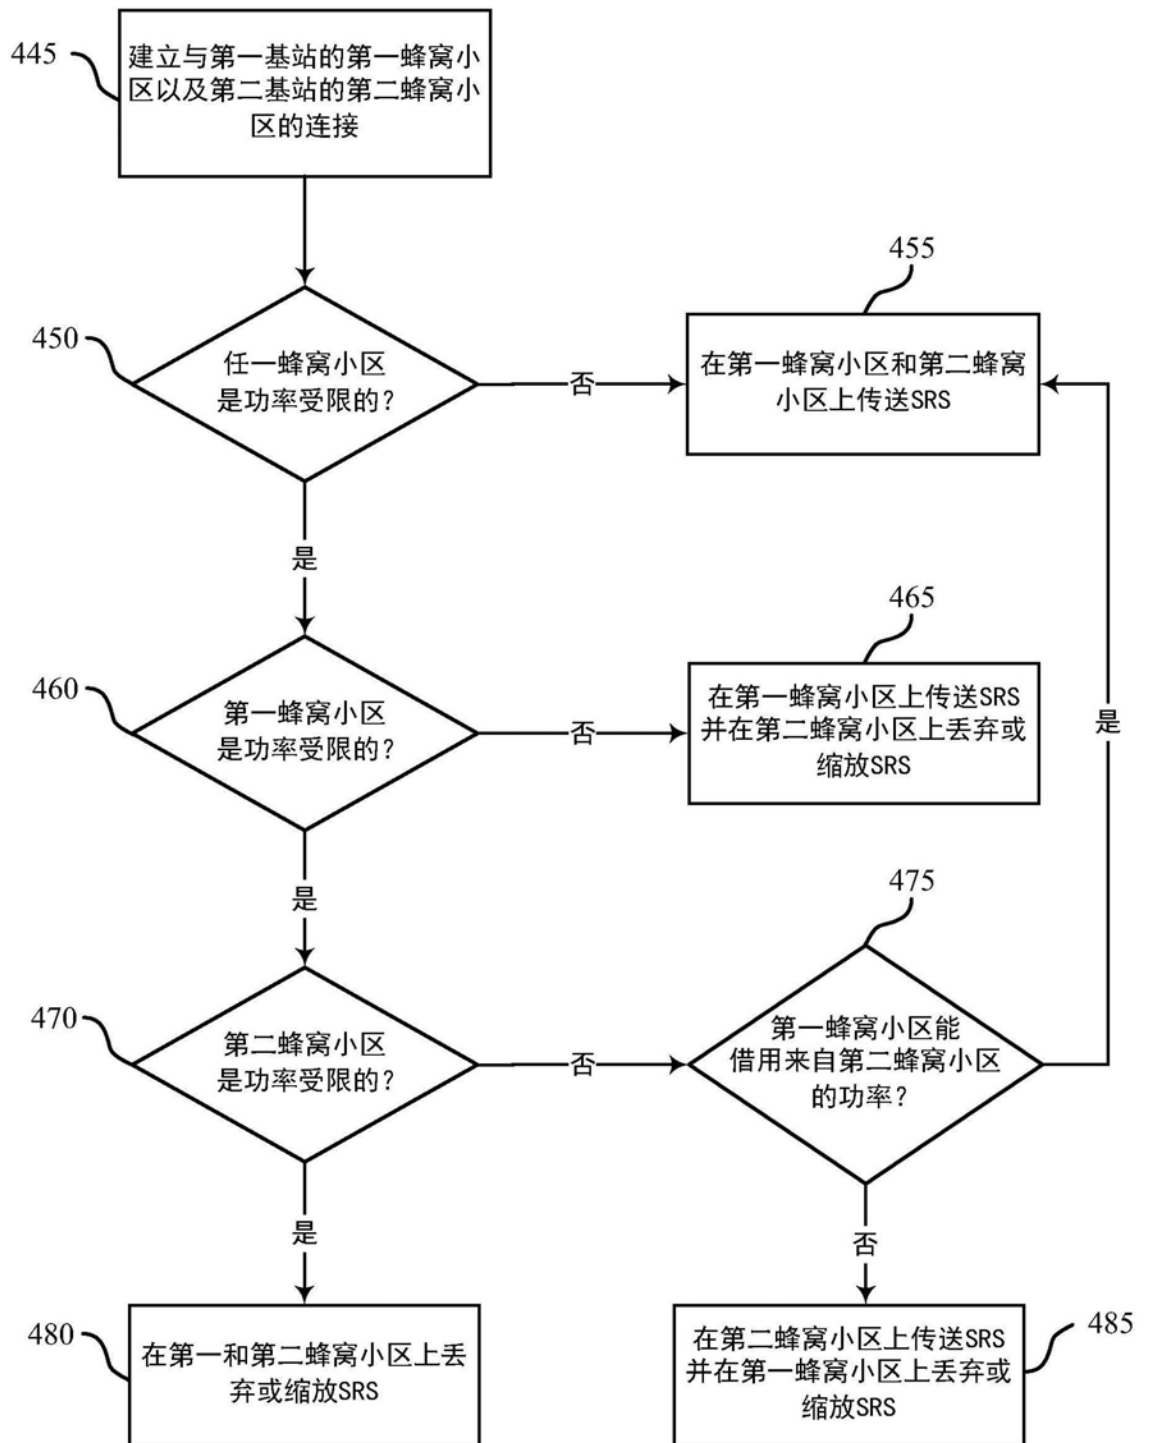 445
建立与第一基站的第一蜂窝小
区以及第二基站的第二蜂窝小
区的连接
450
任一蜂窝小区
是功率受限的?
否
455
在第一蜂窝小区和第二蜂窝
小区上传送SRS
是
460
第一蜂窝小区
是功率受限的?
否
465
在第一蜂窝小区上传送SRS
并在第二蜂窝小区上丢弃或
缩放SRS
是
是
470
第二蜂窝小区
是功率受限的?
否
475
第一蜂窝小区能
借用来自第二蜂窝小区
的功率?
是
否
480
在第一和第二蜂窝小区上丢
弃或缩放SRS
485
在第二蜂窝小区上传送SRS
并在第一蜂窝小区上丢弃或
缩放SRS